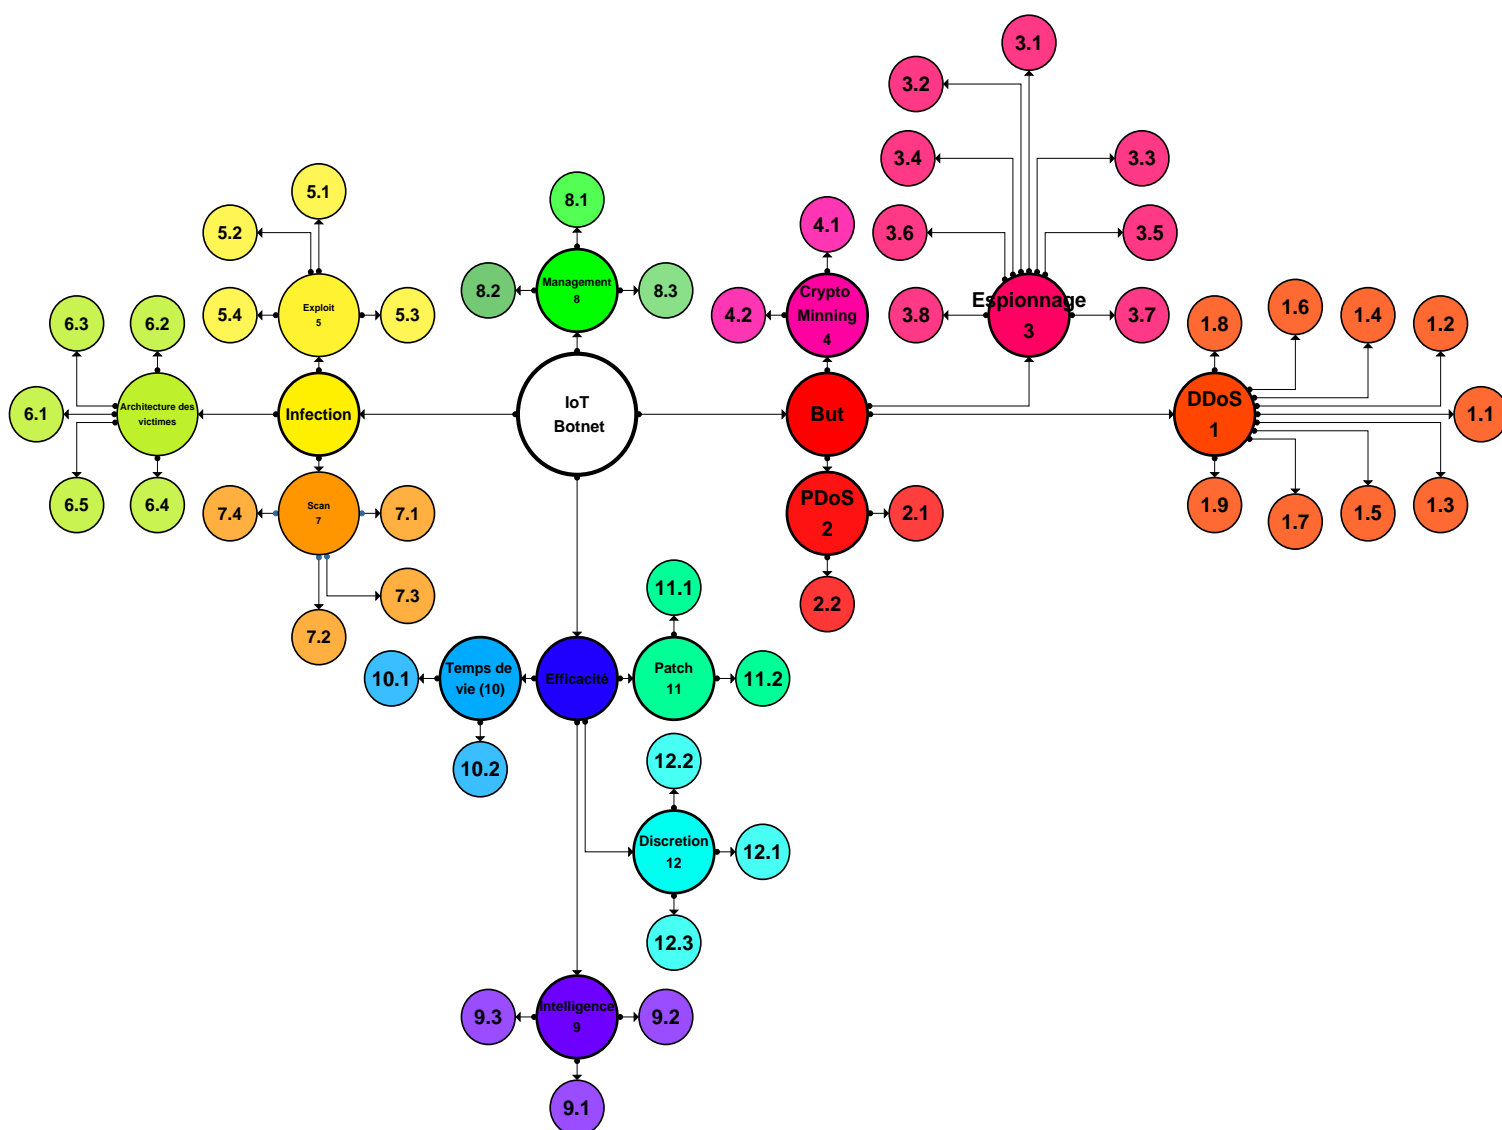 3.1
3.2
3.4
3.3
5.1
8.1
4.1
3.6
3.5
5.2
Management
8
8.2
8.3
Crypto
Minning
4
4.2
Espionnage
3
3.8
3.7
Exploit
5
5.4
5.3
6.3
6.2
1.8
1.6
1.4
1.2
6.1
Architecture des
victimes
Infection
IoT
Botnet
But
DDoS
1
1.1
6.5
6.4
7.4
Scan
7
7.1
PDoS
2
2.1
1.9
1.7
1.5
1.3
7.3
7.2
2.2
11.1
10.1
Temps de
vie (10)
Efficacité
Patch
11
11.2
10.2
12.2
Discretion
12
12.1
12.3
9.3
Intelligence
9
9.2
9.1